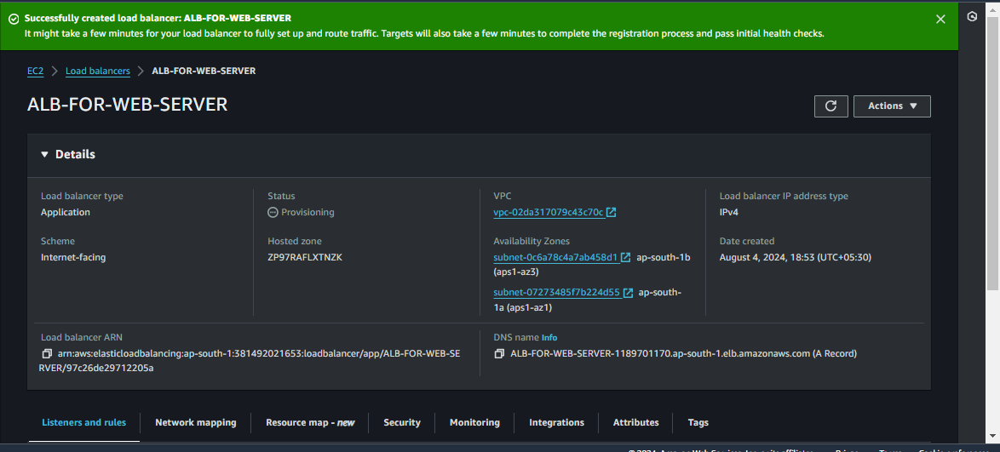 Successfully created load balancer: ALB-FOR-WEB-SERVER
It might take a few minutes for your load balancer to fully set up and route traffic. Targets will also take a few minutes to complete the registration process and pass initial health checks.
EC2 > Load balancers > ALB-FOR-WEB-SERVER
ALB-FOR-WEB-SERVER
Actions
Details
Load balancer type
Application
Status
Provisioning
VPC
vpc-02da317079c43c70c
Load balancer IP address type
IPv4
Scheme
Internet-facing
Hosted zone
ZP97RAFLXTNZK
Availability Zones
subnet-0c6a78c4a7ab458d1 ap-south-1b
(aps1-az3)
subnet-07273485f7b224d55 ap-south-
1a (aps1-az1)
Date created
August 4, 2024, 18:53 (UTC+05:30)
Load balancer ARN
arn:aws:elasticloadbalancing:ap-south-1:381492021653:loadbalancer/app/ALB-FOR-WEB-SE
RVER/97c26de29712205a
DNS name Info
ALB-FOR-WEB-SERVER-1189701170.ap-south-1.elb.amazonaws.com (A Record)
Listeners and rules Network mapping Resource map - new Security Monitoring Integrations Attributes Tags